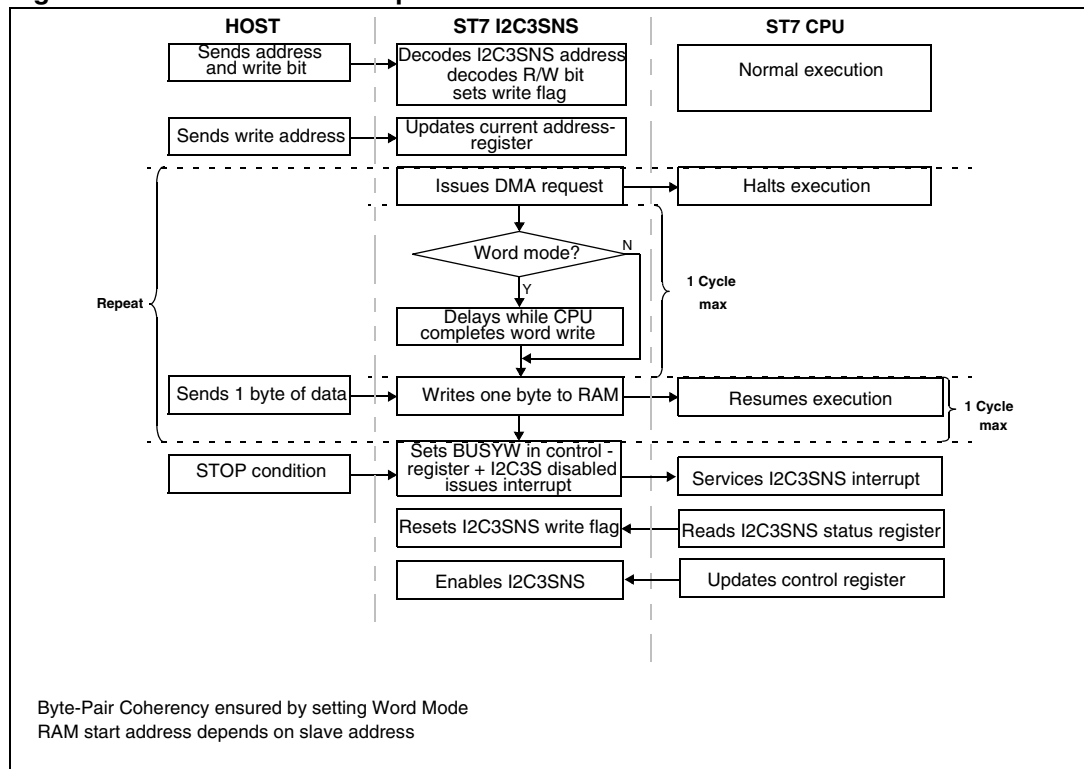 HOST
ST7 I2C3SNS
ST7 CPU
Sends address
and write bit
Decodes I2C3SNS address
decodes R/W bit
sets write flag
Normal execution
Sends write address
Updates current address-
register
Issues DMA request
Halts execution
Word mode?
N
Y
1 Cycle
max
Repeat
Delays while CPU
completes word write
Sends 1 byte of data
Writes one byte to RAM
Resumes execution
1 Cycle
max
STOP condition
Sets BUSYW in control -
register + I2C3S disabled
issues interrupt
Services I2C3SNS interrupt
Resets I2C3SNS write flag
Reads I2C3SNS status register
Enables I2C3SNS
Updates control register
Byte-Pair Coherency ensured by setting Word Mode
RAM start address depends on slave address